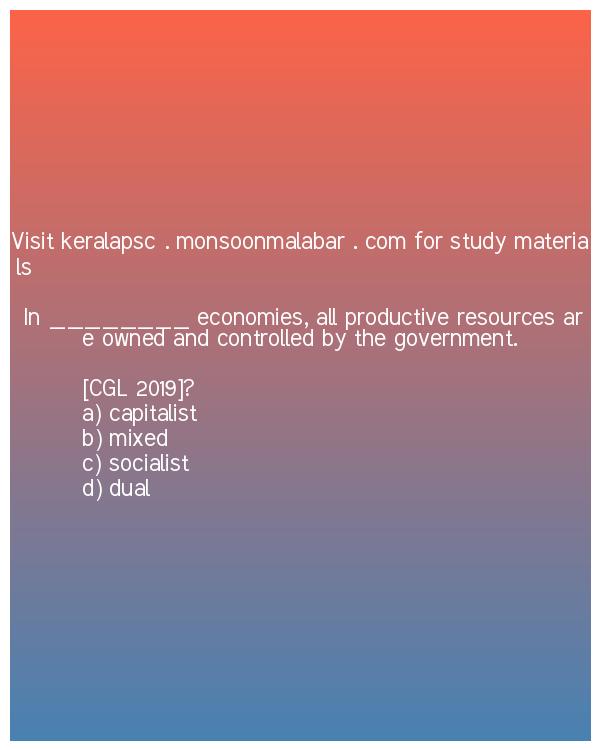 Visit keralapsc . monsoonmalabar . com for study materia
ls
In ________ economies, all productive resources ar
e owned and controlled by the government.
[CGL 2019]?
a) capitalist
b) mixed
c) socialist
d) dual